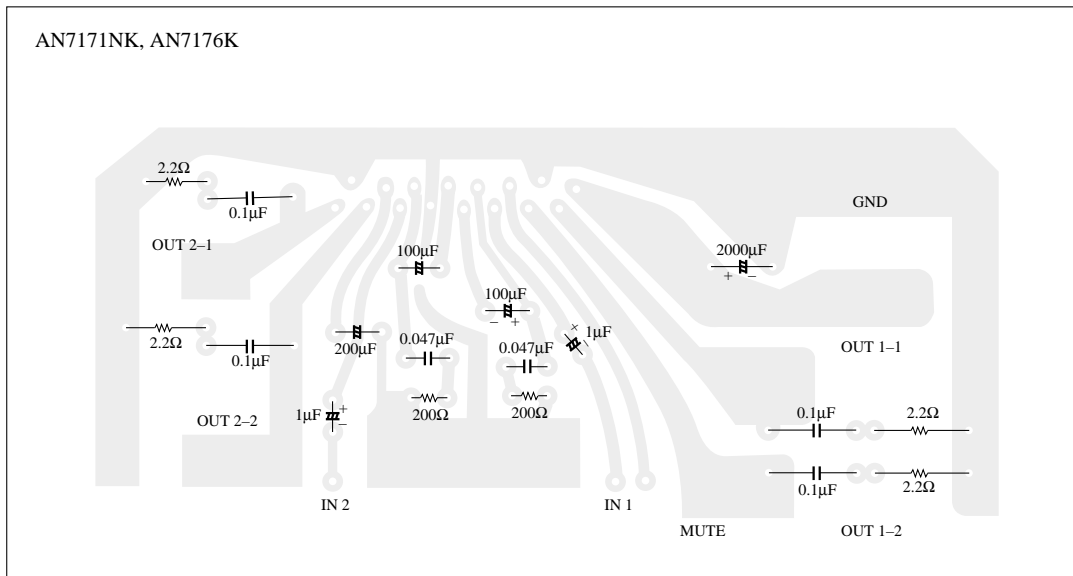 AN7171NK, AN7176K
2.2Ω
0.1µF
GND
OUT 2–1
100µF
2000µF
+ −
100µF
− +
2.2Ω
0.1µF
200µF
0.047µF
0.047µF
+
1µF
−
OUT 1–1
1µF
+
−
200Ω
200Ω
OUT 2–2
0.1µF
2.2Ω
0.1µF
2.2Ω
IN 2
IN 1
MUTE
OUT 1–2